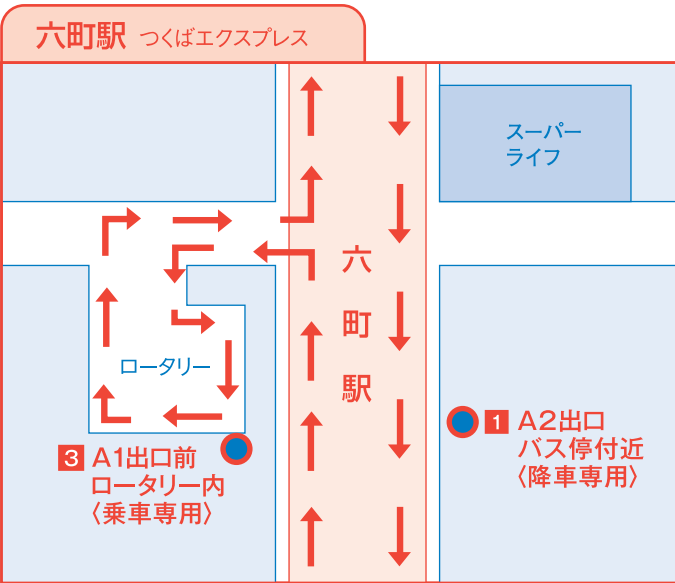 六町駅 つくばエクスプレス
スーパー
ライフ
六町駅
ロータリー
1 A2出口
バス停付近
〈降車専用〉
3 A1出口前
ロータリー内
〈乗車専用〉